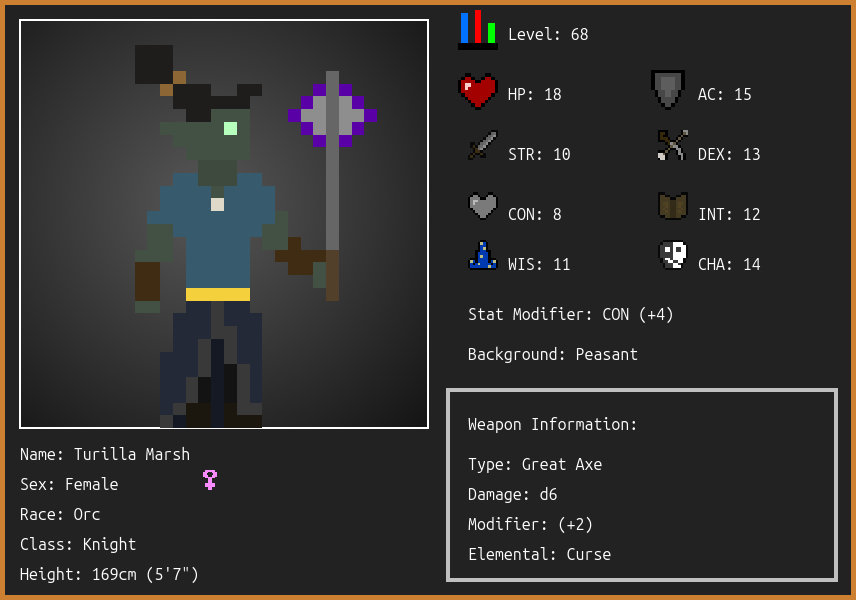 Level: 68
HP: 18
AC: 15
STR: 10
DEX: 13
CON: 8
INT: 12
WIS: 11
CHA: 14
Stat Modifier: CON (+4)
Background: Peasant
Weapon Information:
Type: Great Axe
Damage: d6
Modifier: (+2)
Elemental: Curse
Name: Turilla Marsh
Sex: Female
Race: Orc
Class: Knight
Height: 169cm (5'7")